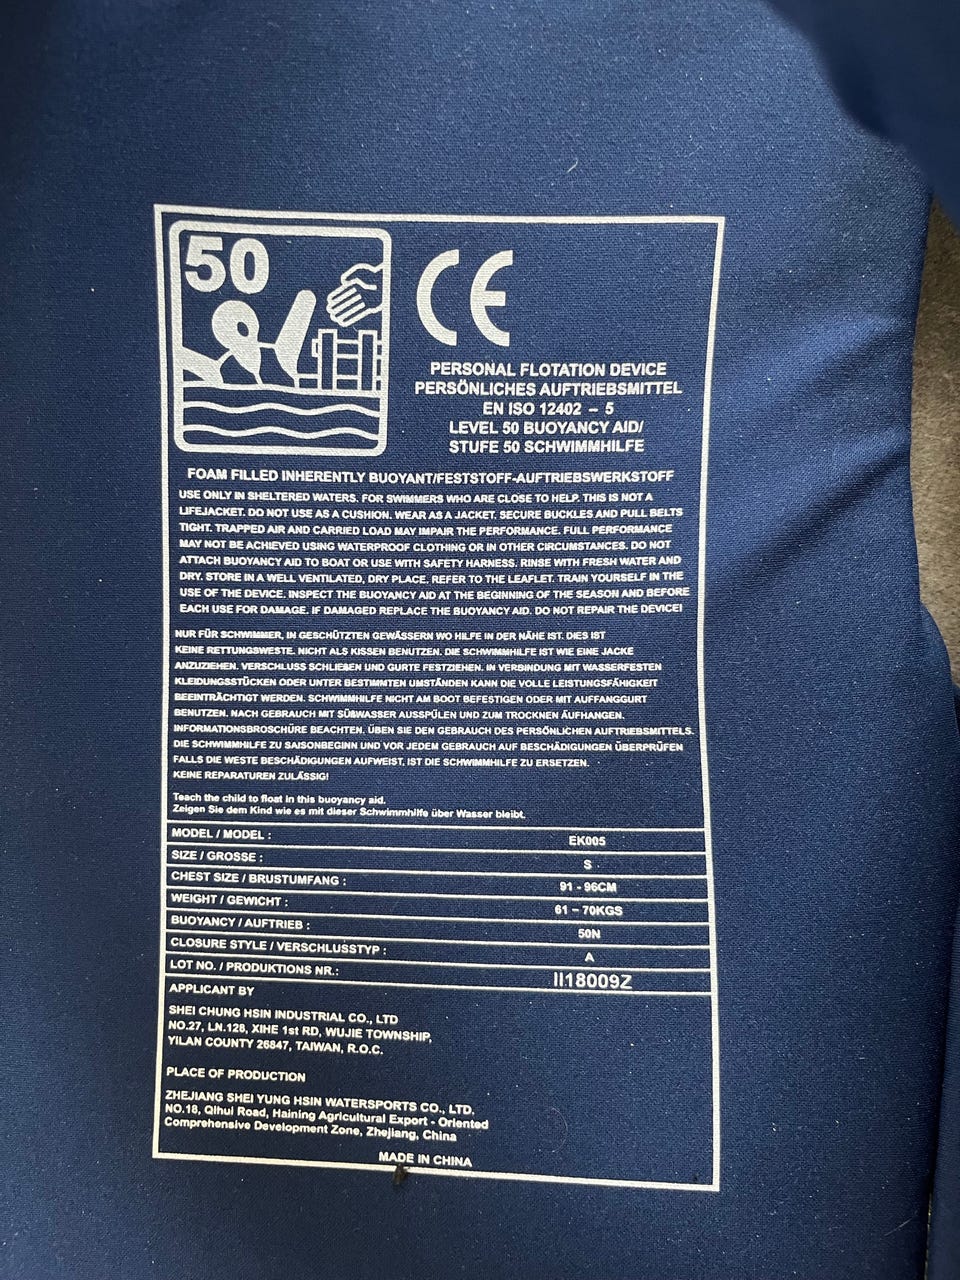 50
CE
PERSONAL FLOTATION DEVICE
PERSÖNLICHES AUFTRIEBSMITTEL
EN ISO 12402 – 5
LEVEL 50 BUOYANCY AID/
STUFE 50 SCHWIMMHILFE
FOAM FILLED INHERENTLY BUOYANT/FESTSTOFF-AUFTRIEBSWERKSTOFF
USE ONLY IN SHELTERED WATERS. FOR SWIMMERS WHO ARE CLOSE TO HELP. THIS IS NOT A
LIFEJACKET. DO NOT USE AS A CUSHION. WEAR AS A JACKET. SECURE BUCKLES AND PULL BELTS
TIGHT. TRAPPED AIR AND CARRIED LOAD MAY IMPAIR THE PERFORMANCE. FULL PERFORMANCE
MAY NOT BE ACHIEVED USING WATERPROOF CLOTHING OR IN OTHER CIRCUMSTANCES. DO NOT
ATTACH BUOYANCY AID TO BOAT OR USE WITH SAFETY HARNESS. RINSE WITH FRESH WATER AND
DRY. STORE IN A WELL VENTILATED, DRY PLACE. REFER TO THE LEAFLET. TRAIN YOURSELF IN THE
USE OF THE DEVICE. INSPECT THE BUOYANCY AID AT THE BEGINNING OF THE SEASON AND BEFORE
EACH USE FOR DAMAGE. IF DAMAGED REPLACE THE BUOYANCY AID. DO NOT REPAIR THE DEVICE!
NUR FÜR SCHWIMMER, IN GESCHÜTZTEN GEWÄSSERN WO HILFE IN DER NÄHE IST. DIES IST
KEINE RETTUNGSWESTE. NICHT ALS KISSEN BENUTZEN. DIE SCHWIMMHILFE IST WIE EINE JACKE
ANZUZIEHEN. VERSCHLUSS SCHLIEßEN UND GURTE FESTZIEHEN. IN VERBINDUNG MIT WASSERFESTEN
KLEIDUNGSSTÜCKEN ODER UNTER BESTIMMTEN UMSTÄNDEN KANN DIE VOLLE LEISTUNGSFÄHIGKEIT
BEEINTRÄCHTIGT WERDEN. SCHWIMMHILFE NICHT AM BOOT BEFESTIGEN ODER MIT AUFFANGGURT
BENUTZEN. NACH GEBRAUCH MIT SÜßWASSER AUSSPÜLEN UND ZUM TROCKNEN AUFHANGEN.
INFORMATIONSBROSCHÜRE BEACHTEN. ÜBEN SIE DEN GEBRAUCH DES PERSÖNLICHEN AUFTRIEBSMITTELS.
DIE SCHWIMMHILFE ZU SAISONBEGINN UND VOR JEDEM GEBRAUCH AUF BESCHÄDIGUNGEN ÜBERPRÜFEN
FALLS DIE WESTE BESCHÄDIGUNGEN AUFWEIST, IST DIE SCHWIMMHILFE ZU ERSETZEN.
KEINE REPARATUREN ZULÄSSIG!
Teach the child to float in this buoyancy aid.
Zeigen Sie dem Kind wie es mit dieser Schwimmhilfe über Wasser bleibt.
MODEL / MODEL : EK005
SIZE / GROSSE : S
CHEST SIZE / BRUSTUMFANG : 91 - 96CM
WEIGHT / GEWICHT : 61 – 70KGS
BUOYANCY / AUFTRIEB : 50N
CLOSURE STYLE / VERSCHLUSSTYP : A
LOT NO. / PRODUKTIONS NR.: II18009Z
APPLICANT BY
SHEI CHUNG HSIN INDUSTRIAL CO., LTD
NO.27, LN.128, XIHE 1st RD, WUJIE TOWNSHIP,
YILAN COUNTY 26847, TAIWAN, R.O.C.
PLACE OF PRODUCTION
ZHEJIANG SHEI YUNG HSIN WATERSPORTS CO., LTD.
NO.18, Qihui Road, Haining Agricultural Export - Oriented
Comprehensive Development Zone, Zhejiang, China
MADE IN CHINA